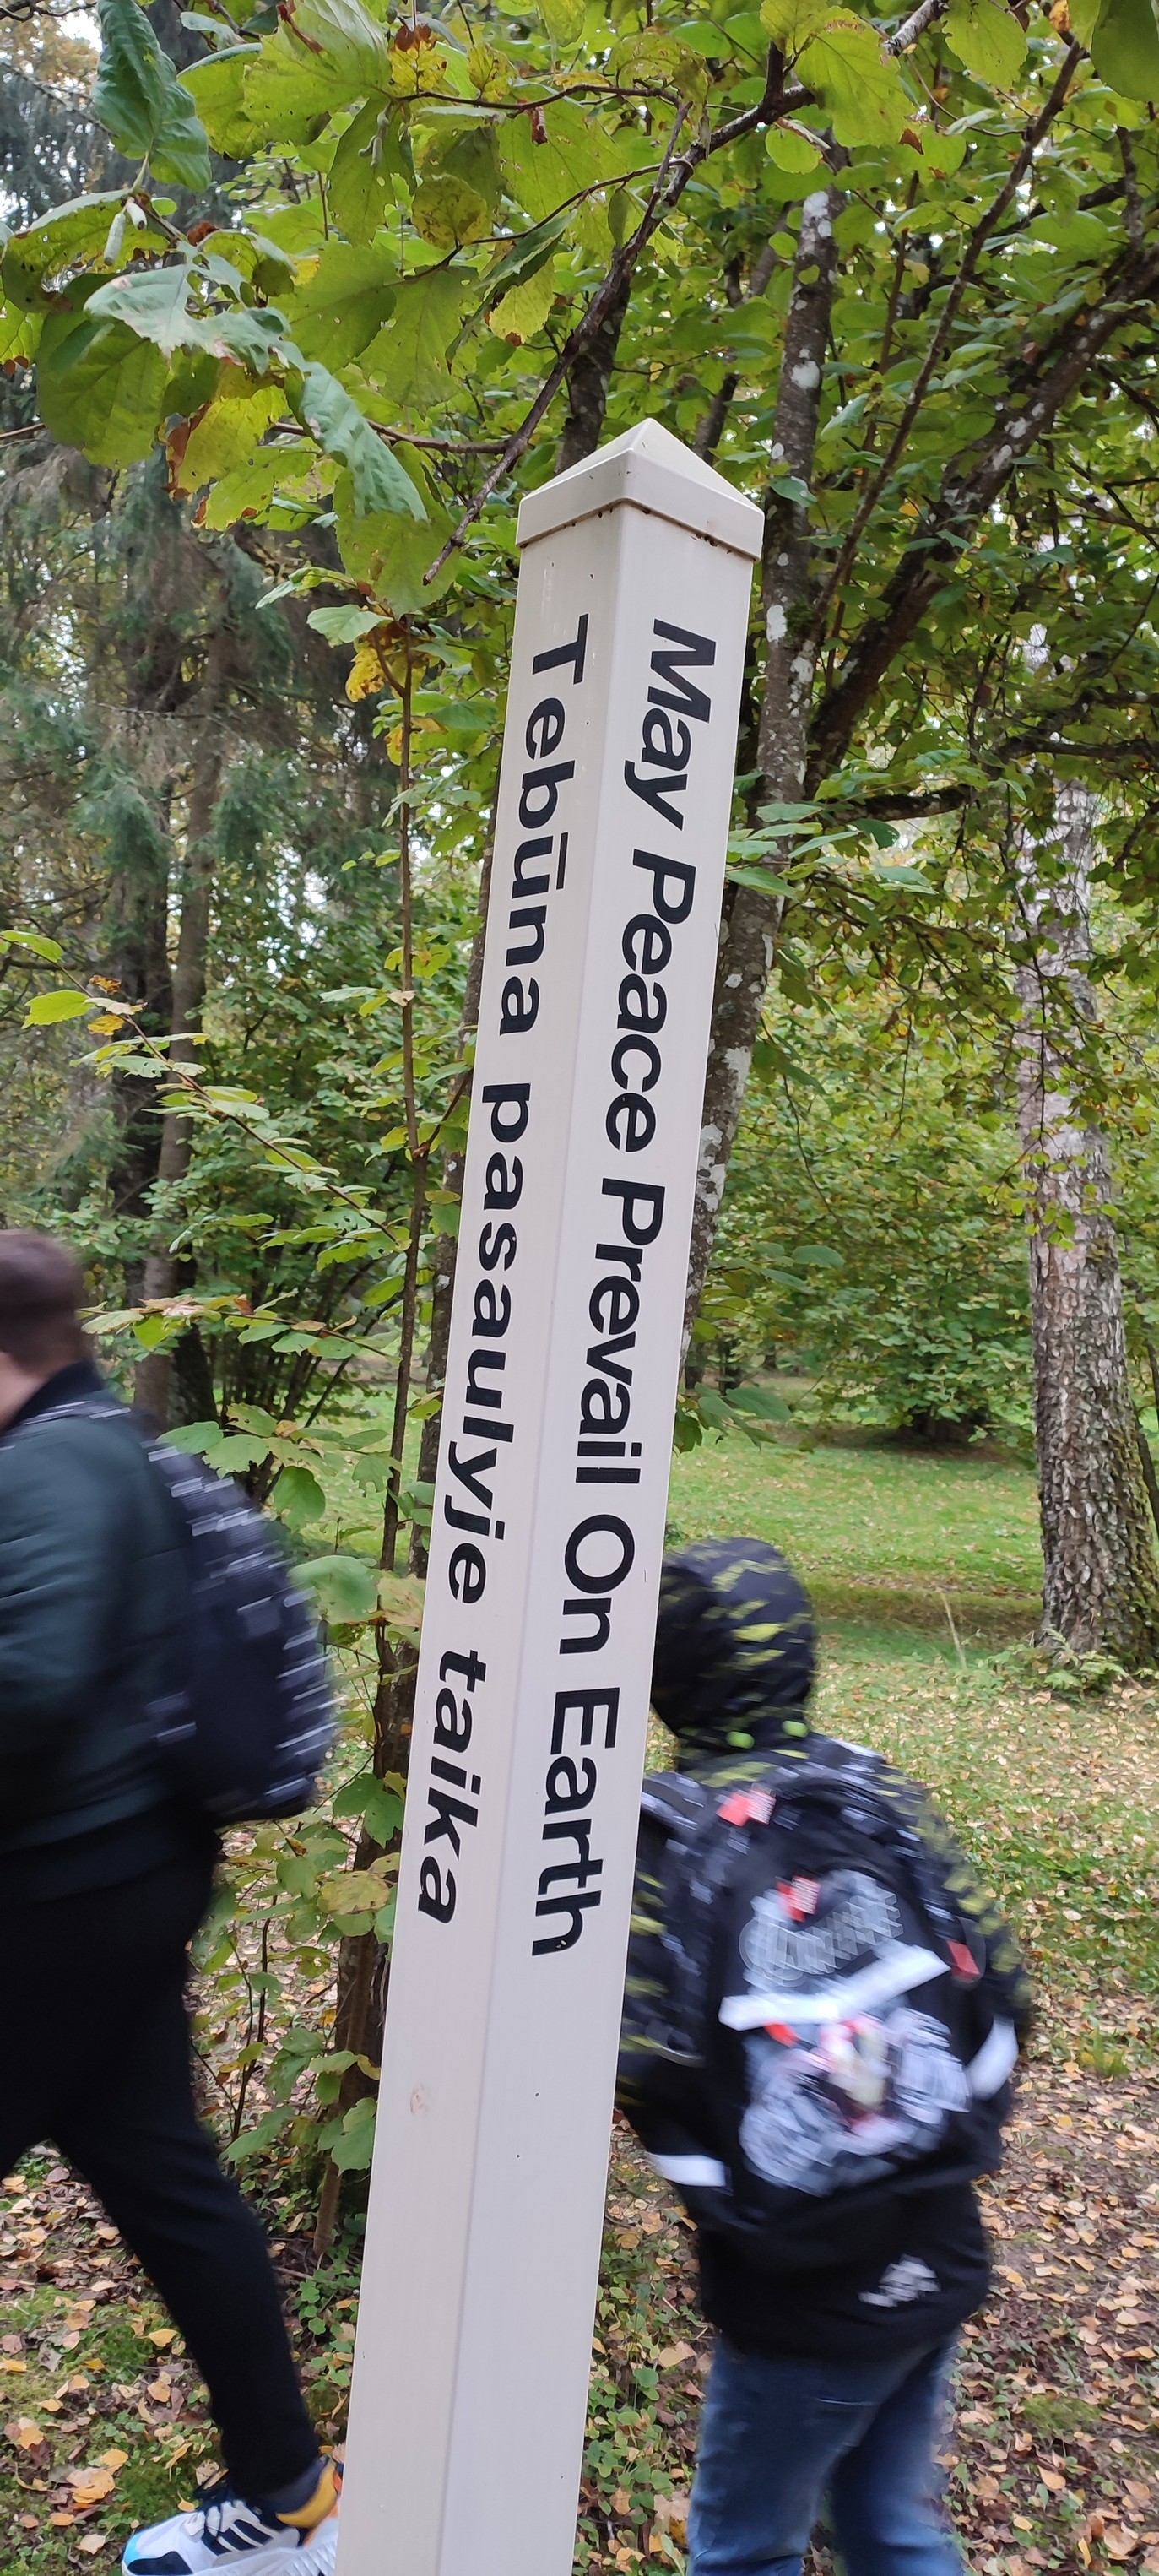 Tebūna pasaulyje taika
May Peace Prevail On Earth